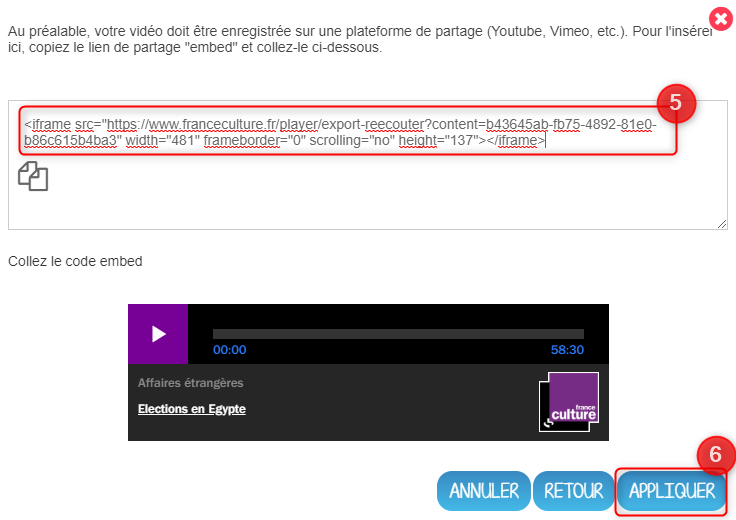 Au préalable, votre vidéo doit être enregistrée sur une plateforme de partage (Youtube, Vimeo, etc.). Pour l'insérer
ici, copiez le lien de partage "embed" et collez-le ci-dessous.
5
<iframe src="https://www.franceculture.fr/player/export-reecouter?content=b43645ab-fb75-4892-81e0-
b86c615b4ba3" width="481" frameborder="0" scrolling="no" height="137"></iframe>
Collez le code embed
00:00 58:30
Affaires étrangères
Elections en Egypte
france
culture
6
ANNULER RETOUR APPLIQUER